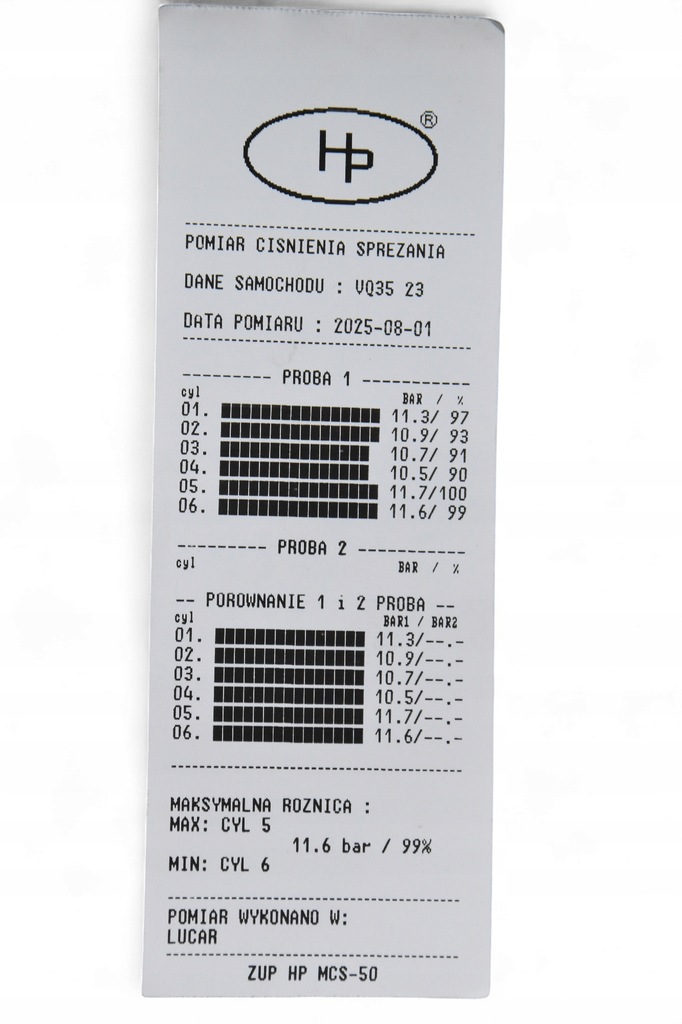 HP ®
POMIAR CISNIENIA SPREZANIA
DANE SAMOCHODU : VQ35 23
DATA POMIARU : 2025-08-01
--------- PROBA 1 -----------
cyl BAR / %
01. 11.3/ 97
02. 10.9/ 93
03. 10.7/ 91
04. 10.5/ 90
05. 11.7/100
06. 11.6/ 99
--------- PROBA 2 -----------
cyl BAR / %
-- POROWNANIE 1 i 2 PROBA --
cyl BAR1 / BAR2
01. 11.3/--.-
02. 10.9/--.-
03. 10.7/--.-
04. 10.5/--.-
05. 11.7/--.-
06. 11.6/--.-
MAKSYMALNA ROZNICA :
MAX: CYL 5
11.6 bar / 99%
MIN: CYL 6
POMIAR WYKONANO W:
LUCAR
ZUP HP MCS-50